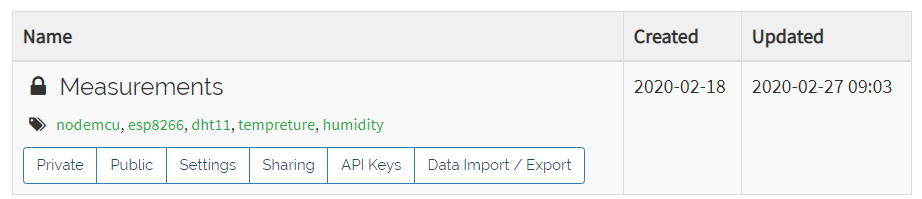 Name Created Updated
Measurements 2020-02-18 2020-02-27 09:03
nodemcu, esp8266, dht11, tempreture, humidity
Private Public Settings Sharing API Keys Data Import / Export